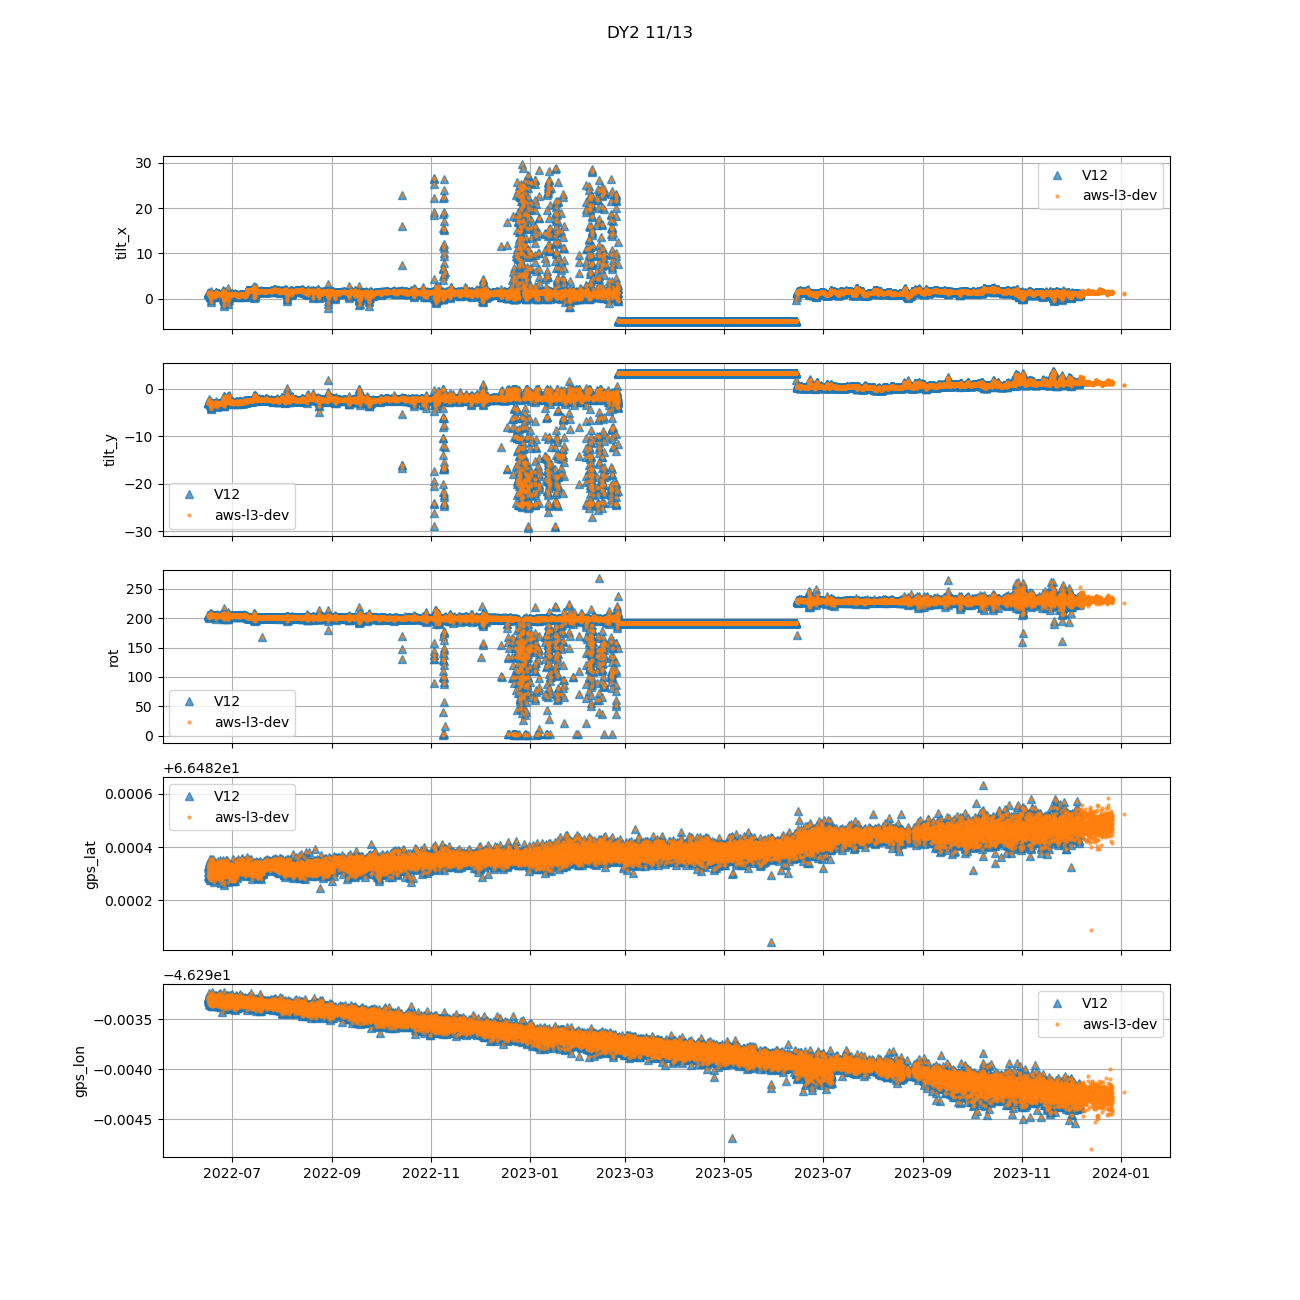 DY2 11/13
30
20
10
0
tilt_x
V12
aws-l3-dev
0
−10
−20
−30
tilt_y
V12
aws-l3-dev
250
200
150
100
50
0
rot
V12
aws-l3-dev
+6.6482e1
0.0006
0.0004
0.0002
gps_lat
V12
aws-l3-dev
−4.629e1
−0.0035
−0.0040
−0.0045
gps_lon
V12
aws-l3-dev
2022-07 2022-09 2022-11 2023-01 2023-03 2023-05 2023-07 2023-09 2023-11 2024-01